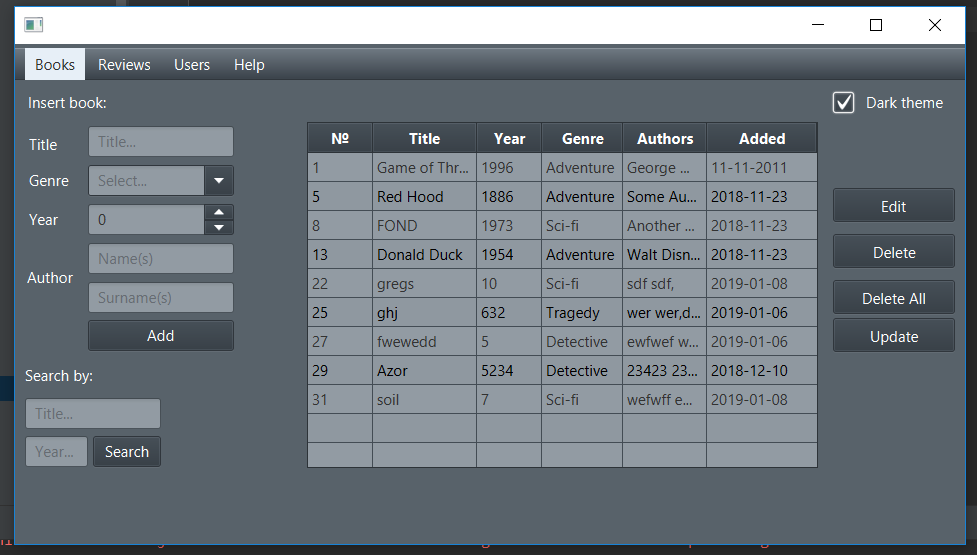 Books Reviews Users Help
Insert book:
Dark theme
Title Title...
Genre Select...
Year 0
Author Name(s)
Surname(s)
Add
Search by:
Title...
Year... Search
№ Title Year Genre Authors Added
1 Game of Thr... 1996 Adventure George ... 11-11-2011
5 Red Hood 1886 Adventure Some Au... 2018-11-23
8 FOND 1973 Sci-fi Another ... 2018-11-23
13 Donald Duck 1954 Adventure Walt Disn... 2018-11-23
22 gregs 10 Sci-fi sdf sdf, 2019-01-08
25 ghj 632 Tragedy wer wer,d... 2019-01-06
27 fwewedd 5 Detective ewfwef w... 2019-01-06
29 Azor 5234 Detective 23423 23... 2018-12-10
31 soil 7 Sci-fi wefwff e... 2019-01-08
Edit
Delete
Delete All
Update